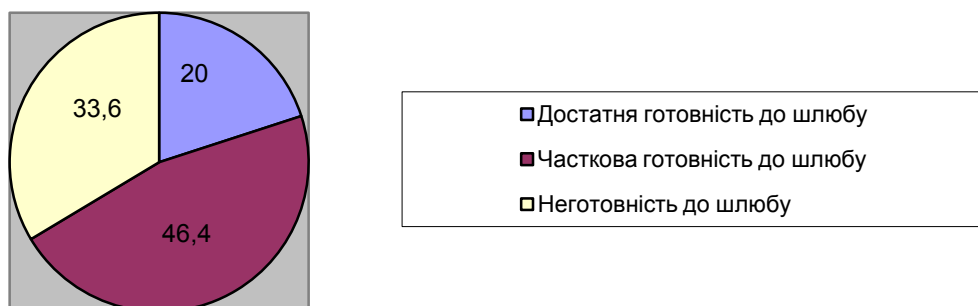 20
33,6
46,4
Достатня готовність до шлюбу
Часткова готовність до шлюбу
Неготовність до шлюбу